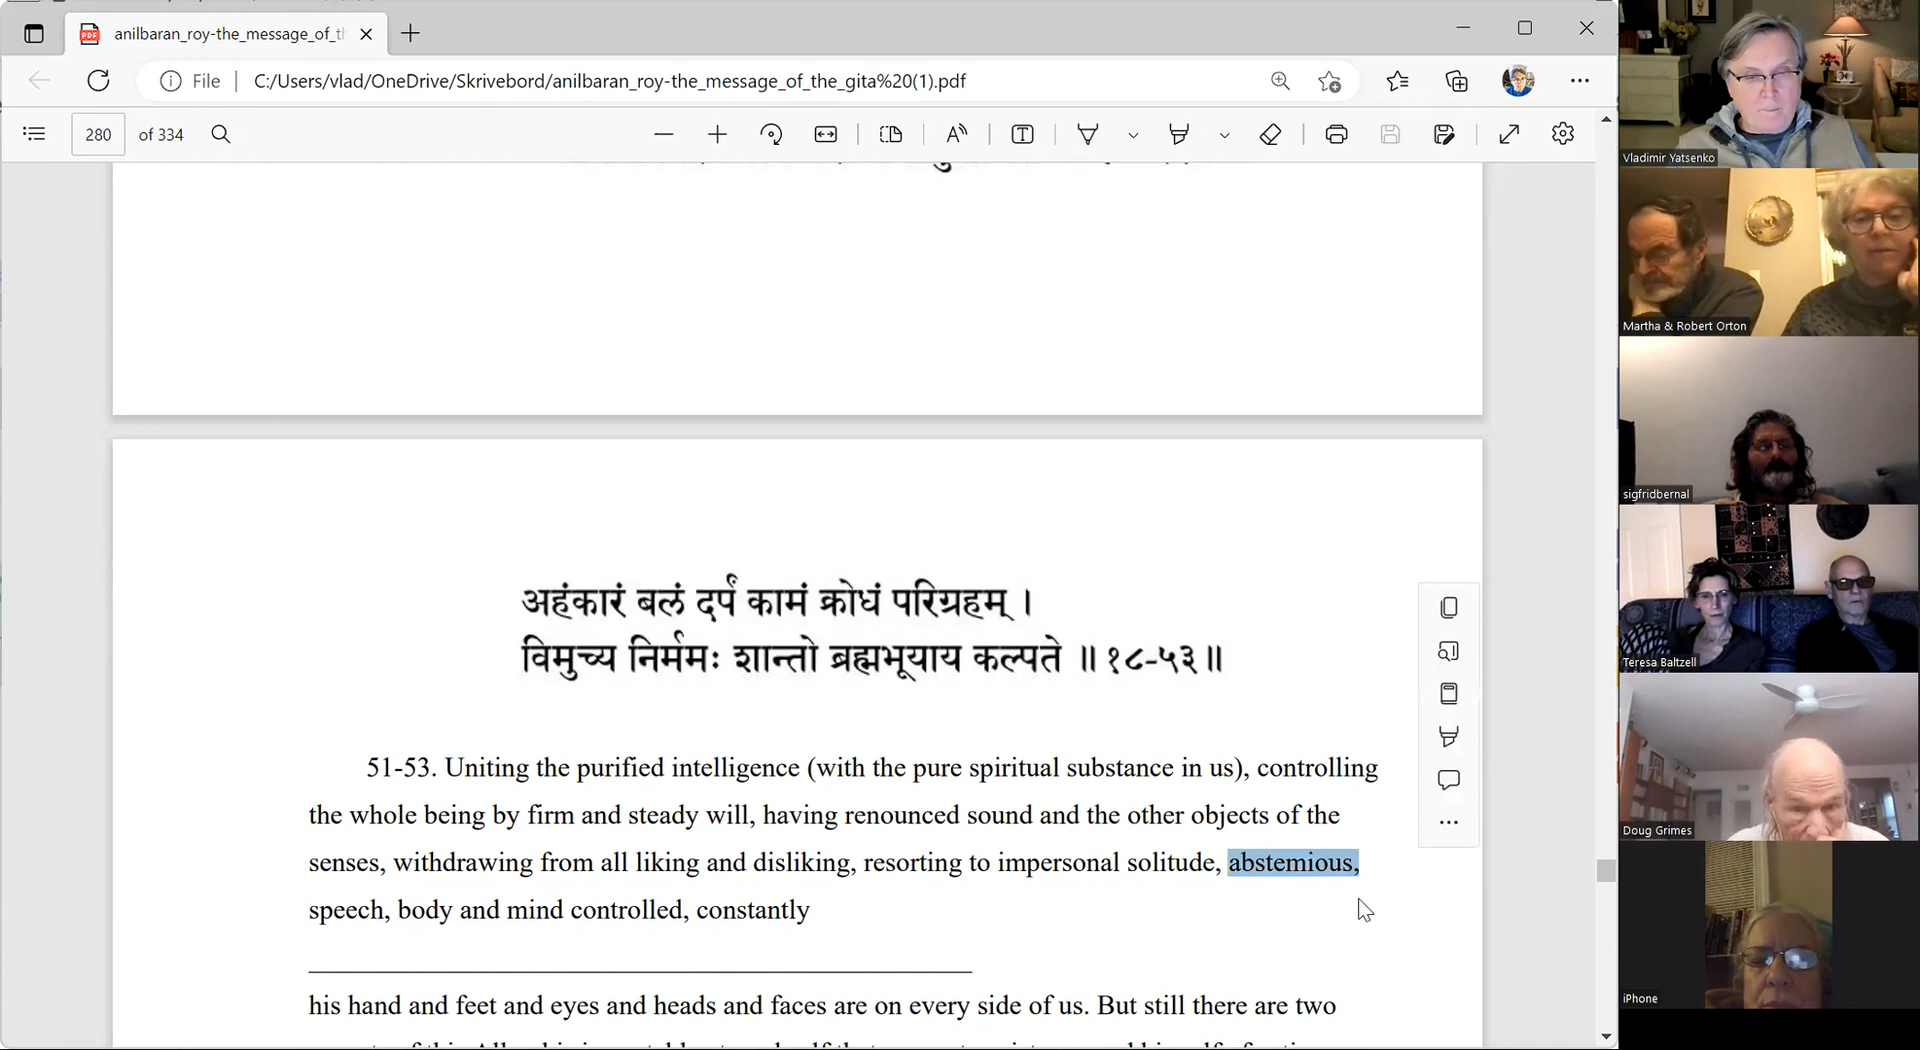 anilbaran_roy-the_message_of_th
File
C:/Users/vlad/OneDrive/Skrivebord/anilbaran_roy-the_message_of_the_gita%20(1).pdf
280 of 334
अहंकारं बलं दर्पं कामं क्रोधं परिग्रहम् ।
विमुच्य निर्ममः शान्तो ब्रह्मभूयाय कल्पते ॥१८-५३॥
51-53. Uniting the purified intelligence (with the pure spiritual substance in us), controlling
the whole being by firm and steady will, having renounced sound and the other objects of the
senses, withdrawing from all liking and disliking, resorting to impersonal solitude, abstemious,
speech, body and mind controlled, constantly
his hand and feet and eyes and heads and faces are on every side of us. But still there are two
Vladimir Yatsenko
Martha & Robert Orton
sigfridbernal
Teresa Baltzell
Doug Grimes
iPhone